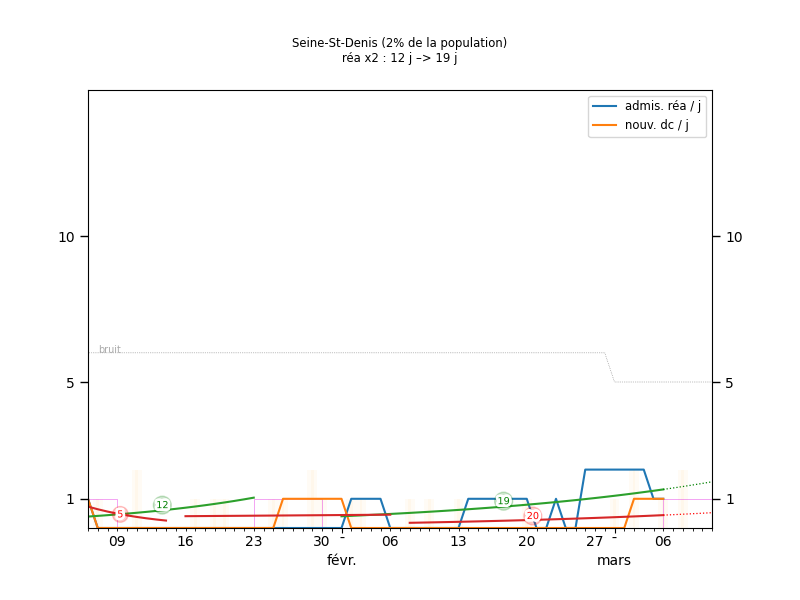 Seine-St-Denis (2% de la population)
réa x2 : 12 j –> 19 j
admis. réa / j
nouv. dc / j
10 10
bruit
5 5
1 1
5 12 19 20
09 16 23 30 - 06 13 20 27 - 06
févr. mars